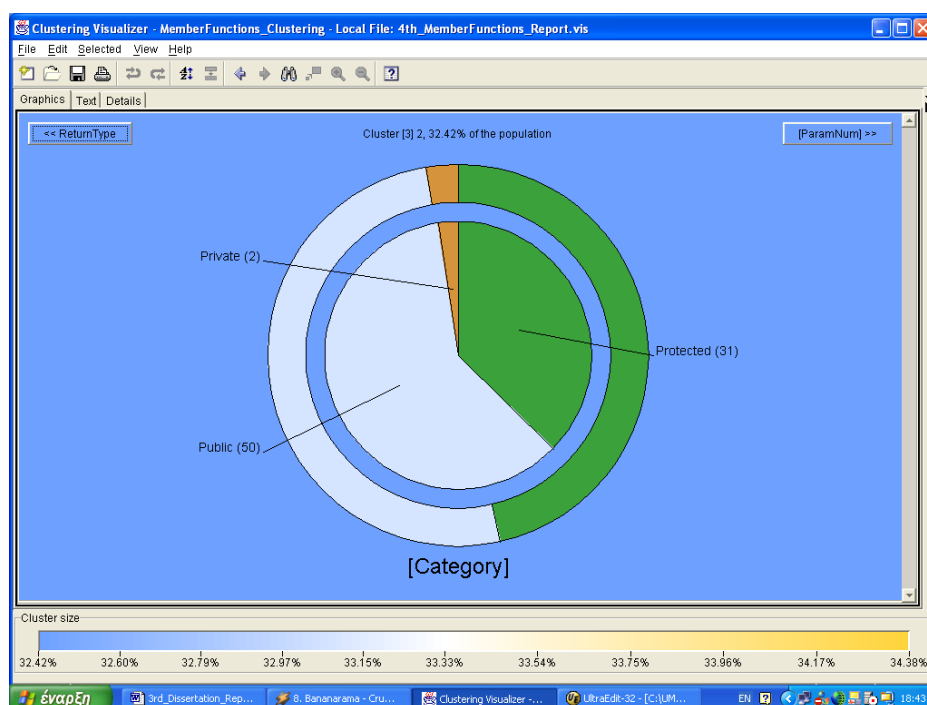 Clustering Visualizer - MemberFunctions_Clustering - Local File: 4th_MemberFunctions_Report.vis
File Edit Selected View Help
Graphics Text Details
<< ReturnType
Cluster [3] 2, 32.42% of the population
[ParamNum] >>
Private (2)
Protected (31)
Public (50)
[Category]
Cluster size
32.42% 32.60% 32.79% 32.97% 33.15% 33.33% 33.54% 33.75% 33.96% 34.17% 34.38%
έναρξη 3rd_Dissertation_Rep... 8. Bananarama - Cru... Clustering Visualizer -... UltraEdit-32 - [C:\UM... EN 18:43